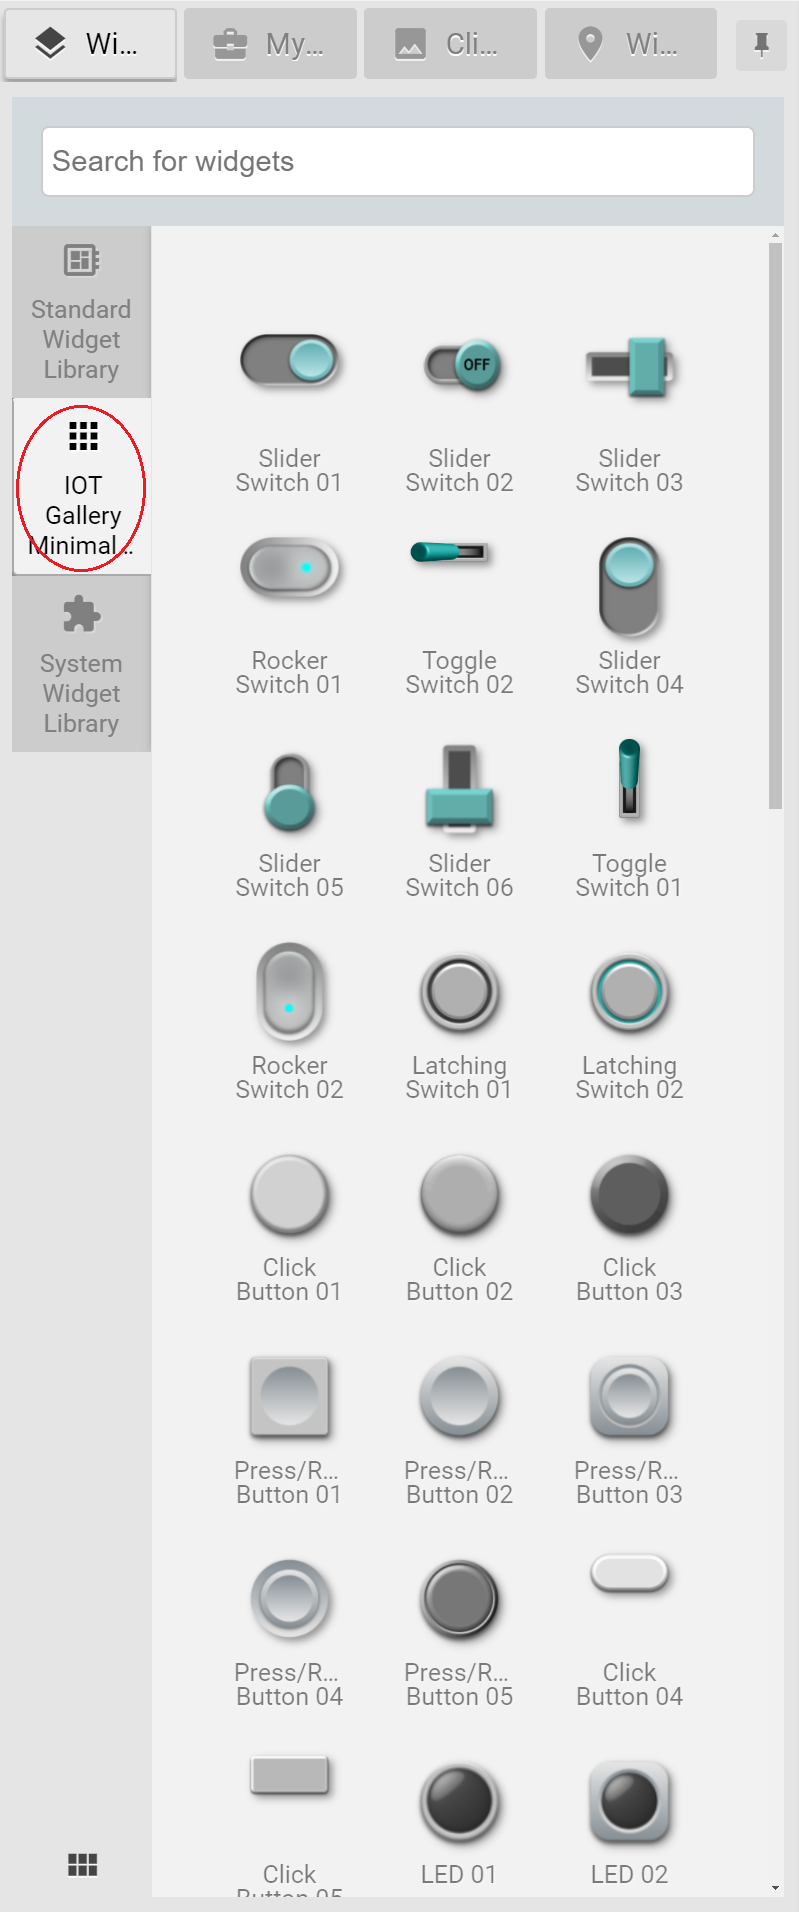 Wi... My... Cli... Wi...
Search for widgets
Standard
Widget
Library
IOT
Gallery
Minimal...
System
Widget
Library
Slider
Switch 01
Slider
Switch 02
OFF
Slider
Switch 03
Rocker
Switch 01
Toggle
Switch 02
Slider
Switch 04
Slider
Switch 05
Slider
Switch 06
Toggle
Switch 01
Rocker
Switch 02
Latching
Switch 01
Latching
Switch 02
Click
Button 01
Click
Button 02
Click
Button 03
Press/R...
Button 01
Press/R...
Button 02
Press/R...
Button 03
Press/R...
Button 04
Press/R...
Button 05
Click
Button 04
Click
Button 05
LED 01
LED 02